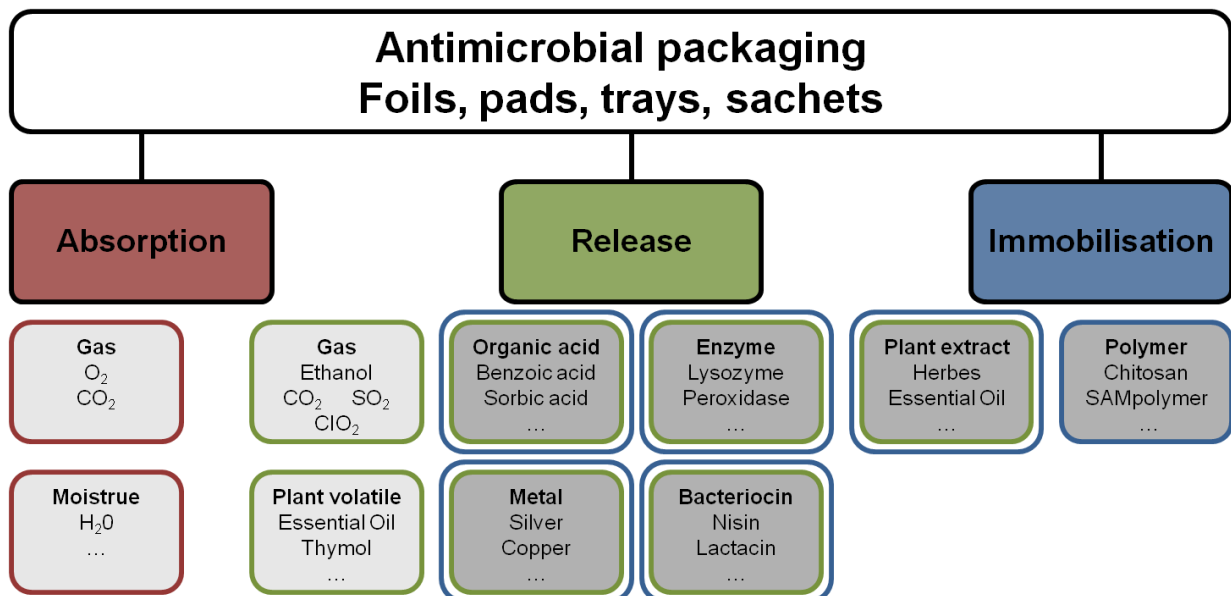 Antimicrobial packaging
Foils, pads, trays, sachets
Absorption
Release
Immobilisation
Gas
O₂
CO₂
Gas
Ethanol
CO₂ SO₂
ClO₂
Organic acid
Benzoic acid
Sorbic acid
...
Enzyme
Lysozyme
Peroxidase
...
Plant extract
Herbes
Essential Oil
...
Polymer
Chitosan
SAMpolymer
...
Moistrue
H₂0
...
Plant volatile
Essential Oil
Thymol
...
Metal
Silver
Copper
...
Bacteriocin
Nisin
Lactacin
...